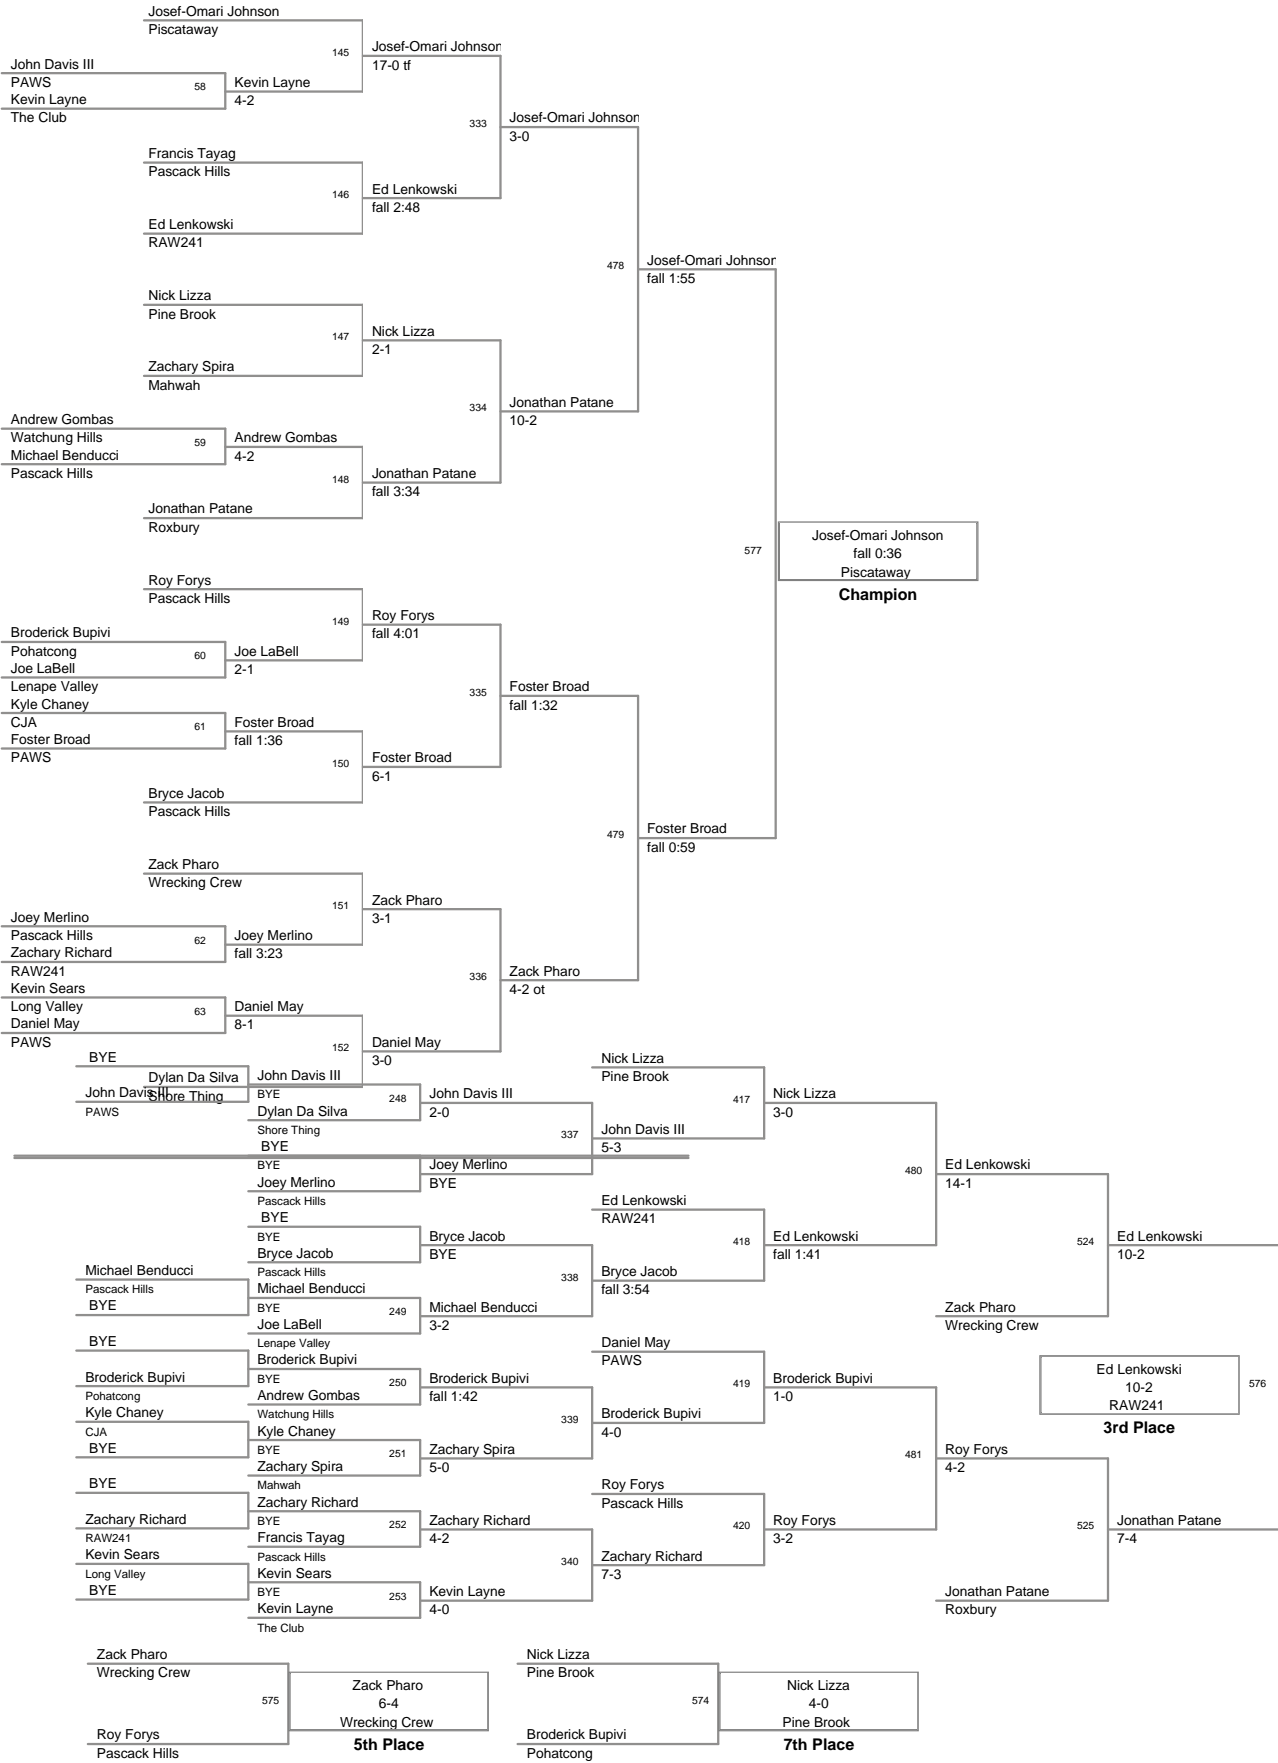 Josef-Omari Johnson
Piscataway
145
Josef-Omari Johnson
17-0 tf
John Davis III
PAWS
58
Kevin Layne
Kevin Layne
4-2
The Club
333
Josef-Omari Johnson
3-0
Francis Tayag
Pascack Hills
146
Ed Lenkowski
fall 2:48
Ed Lenkowski
RAW241
478
Josef-Omari Johnson
fall 1:55
Nick Lizza
Pine Brook
147
Nick Lizza
2-1
Zachary Spira
Mahwah
334
Jonathan Patane
10-2
Andrew Gombas
Watchung Hills
59
Andrew Gombas
Michael Benducci
4-2
Pascack Hills
148
Jonathan Patane
fall 3:34
Jonathan Patane
Roxbury
577
Josef-Omari Johnson
fall 0:36
Piscataway
Champion
Roy Forys
Pascack Hills
149
Roy Forys
fall 4:01
Broderick Bupivi
Pohatcong
60
Joe LaBell
Joe LaBell
2-1
Lenape Valley
335
Foster Broad
fall 1:32
Kyle Chaney
CJA
61
Foster Broad
Foster Broad
fall 1:36
PAWS
150
Foster Broad
6-1
Bryce Jacob
Pascack Hills
479
Foster Broad
fall 0:59
Zack Pharo
Wrecking Crew
151
Zack Pharo
3-1
Joey Merlino
Pascack Hills
62
Joey Merlino
Zachary Richard
fall 3:23
RAW241
336
Zack Pharo
4-2 ot
Kevin Sears
Long Valley
63
Daniel May
Daniel May
8-1
PAWS
152
Daniel May
3-0
Dylan Da Silva
Shore Thing
BYE
John Davis III
PAWS
John Davis III
BYE
248
Dylan Da Silva
Shore Thing
John Davis III
2-0
BYE
BYE
Joey Merlino
Pascack Hills
Joey Merlino
BYE
337
John Davis III
5-3
Nick Lizza
Pine Brook
417
Nick Lizza
3-0
BYE
BYE
Bryce Jacob
Pascack Hills
Bryce Jacob
BYE
Michael Benducci
Pascack Hills
BYE
Michael Benducci
BYE
249
Joe LaBell
Lenape Valley
Michael Benducci
3-2
338
Bryce Jacob
fall 3:54
Ed Lenkowski
RAW241
418
Ed Lenkowski
fall 1:41
480
Ed Lenkowski
14-1
524
Ed Lenkowski
10-2
Zack Pharo
Wrecking Crew
BYE
Broderick Bupivi
Pohatcong
Broderick Bupivi
BYE
250
Andrew Gombas
Watchung Hills
Broderick Bupivi
fall 1:42
Kyle Chaney
CJA
BYE
Kyle Chaney
BYE
251
Zachary Spira
Mahwah
Zachary Spira
5-0
339
Broderick Bupivi
4-0
Daniel May
PAWS
419
Broderick Bupivi
1-0
Ed Lenkowski
10-2
RAW241
576
3rd Place
BYE
Zachary Richard
RAW241
Zachary Richard
BYE
252
Francis Tayag
Pascack Hills
Zachary Richard
4-2
Kevin Sears
Long Valley
BYE
Kevin Sears
BYE
253
Kevin Layne
The Club
Kevin Layne
4-0
340
Zachary Richard
7-3
Roy Forys
Pascack Hills
420
Roy Forys
3-2
481
Roy Forys
4-2
525
Jonathan Patane
7-4
Jonathan Patane
Roxbury
Zack Pharo
Wrecking Crew
575
Roy Forys
Pascack Hills
Zack Pharo
6-4
Wrecking Crew
5th Place
Nick Lizza
Pine Brook
574
Broderick Bupivi
Pohatcong
Nick Lizza
4-0
Pine Brook
7th Place